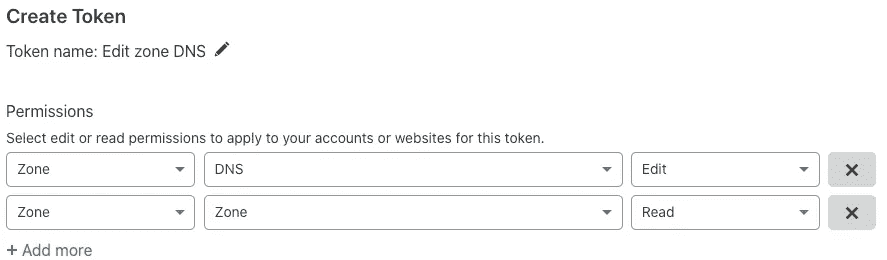 Create Token
Token name: Edit zone DNS
Permissions
Select edit or read permissions to apply to your accounts or websites for this token.
Zone DNS Edit
Zone Zone Read
+ Add more